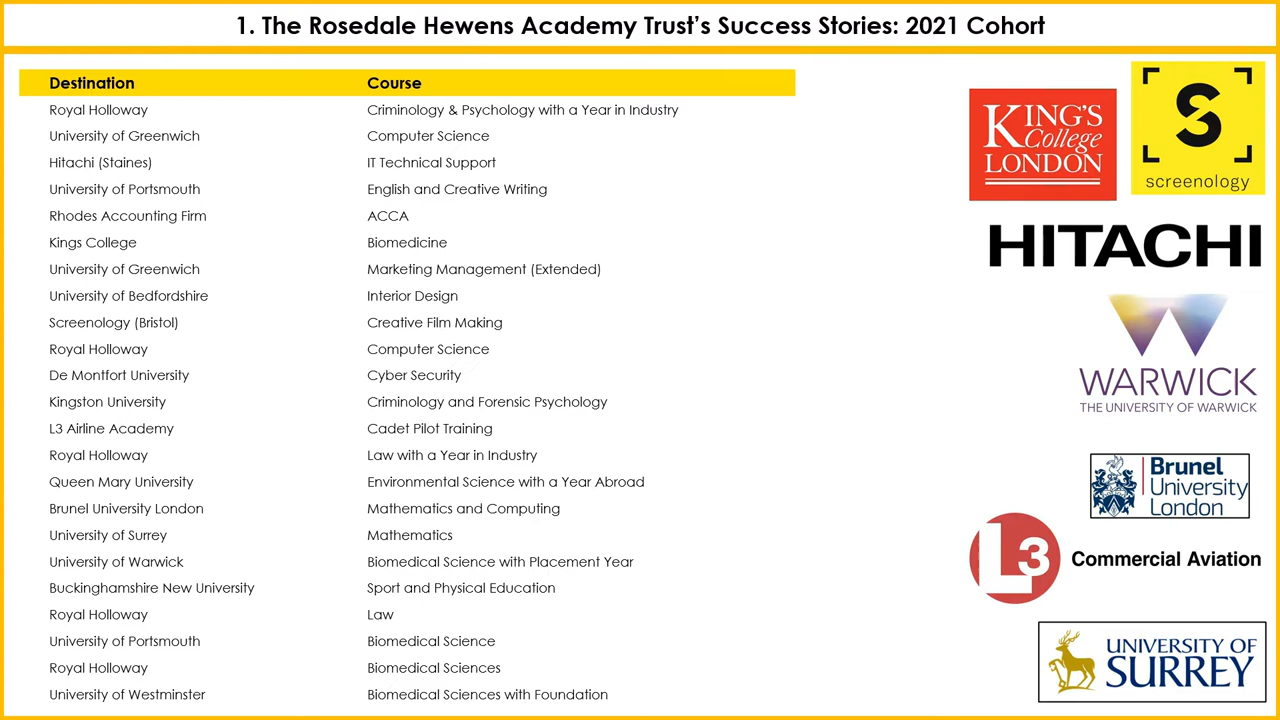 1. The Rosedale Hewens Academy Trust’s Success Stories: 2021 Cohort
Destination Course
Royal Holloway Criminology & Psychology with a Year in Industry
University of Greenwich Computer Science
Hitachi (Staines) IT Technical Support
University of Portsmouth English and Creative Writing
Rhodes Accounting Firm ACCA
Kings College Biomedicine
University of Greenwich Marketing Management (Extended)
University of Bedfordshire Interior Design
Screenology (Bristol) Creative Film Making
Royal Holloway Computer Science
De Montfort University Cyber Security
Kingston University Criminology and Forensic Psychology
L3 Airline Academy Cadet Pilot Training
Royal Holloway Law with a Year in Industry
Queen Mary University Environmental Science with a Year Abroad
Brunel University London Mathematics and Computing
University of Surrey Mathematics
University of Warwick Biomedical Science with Placement Year
Buckinghamshire New University Sport and Physical Education
Royal Holloway Law
University of Portsmouth Biomedical Science
Royal Holloway Biomedical Sciences
University of Westminster Biomedical Sciences with Foundation
KING'S
College
LONDON
S
screenology
HITACHI
WARWICK
THE UNIVERSITY OF WARWICK
Brunel
University
London
L3 Commercial Aviation
UNIVERSITY OF
SURREY